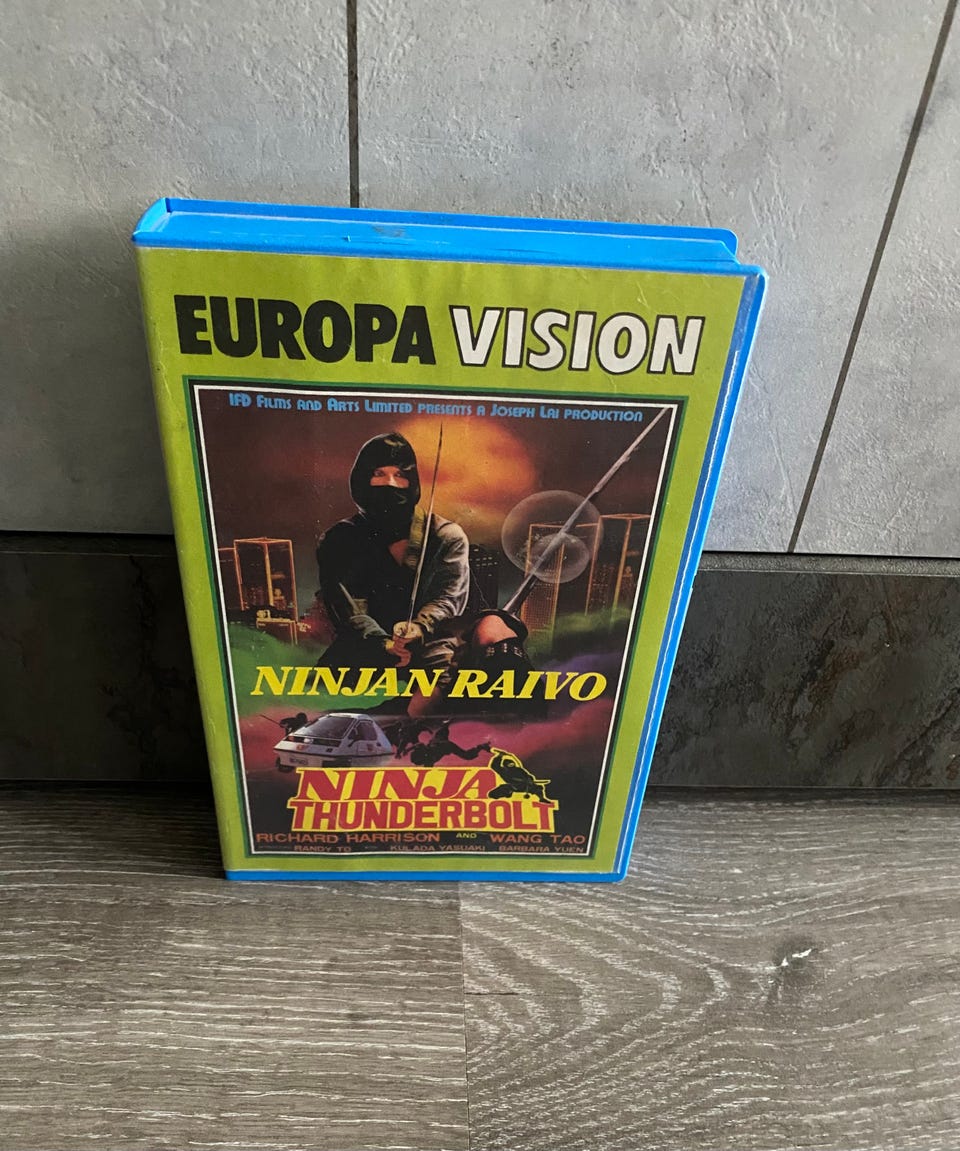 EUROPA VISION
IFD FILMS AND ARTS LIMITED PRESENTS A JOSEPH LAI PRODUCTION
NINJAN RAIVO
NINJA
THUNDERBOLT
RICHARD HARRISON AND WANG TAO
RANDY TO KULADA YASUAKI BARBARA YUEN